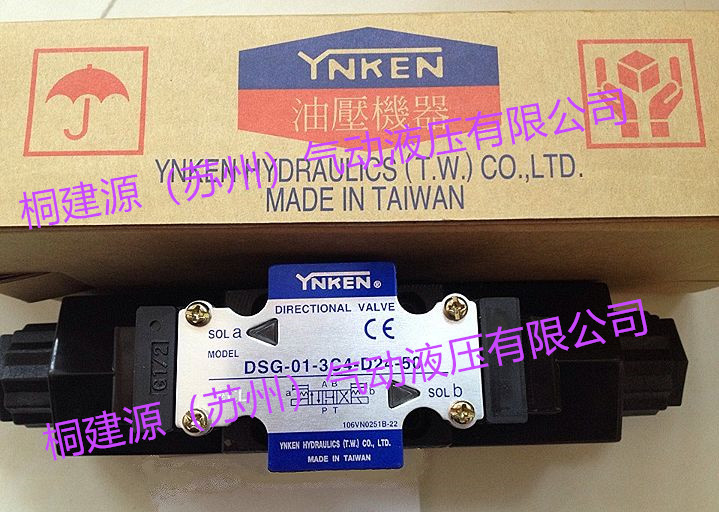 YNKEN
油壓機器
YNKEN HYDRAULICS (T.W.) CO.,LTD.
MADE IN TAIWAN
桐建源（苏州）气动液压有限公司
YNKEN®
DIRECTIONAL VALVE
SOL a
CE
MODEL
DSG-01-3C4-D24-50
G1/2
A B
a b
P T
SOL b
106VN0251B-22
YNKEN HYDRAULICS (T.W.) CO., LTD.
MADE IN TAIWAN
桐建源（苏州）气动液压有限公司